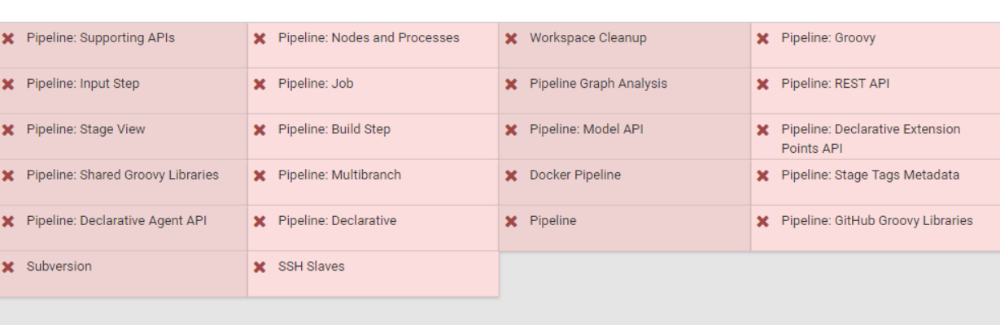 Pipeline: Supporting APIs
Pipeline: Nodes and Processes
Workspace Cleanup
Pipeline: Groovy
Pipeline: Input Step
Pipeline: Job
Pipeline Graph Analysis
Pipeline: REST API
Pipeline: Stage View
Pipeline: Build Step
Pipeline: Model API
Pipeline: Declarative Extension
Points API
Pipeline: Shared Groovy Libraries
Pipeline: Multibranch
Docker Pipeline
Pipeline: Stage Tags Metadata
Pipeline: Declarative Agent API
Pipeline: Declarative
Pipeline
Pipeline: GitHub Groovy Libraries
Subversion
SSH Slaves